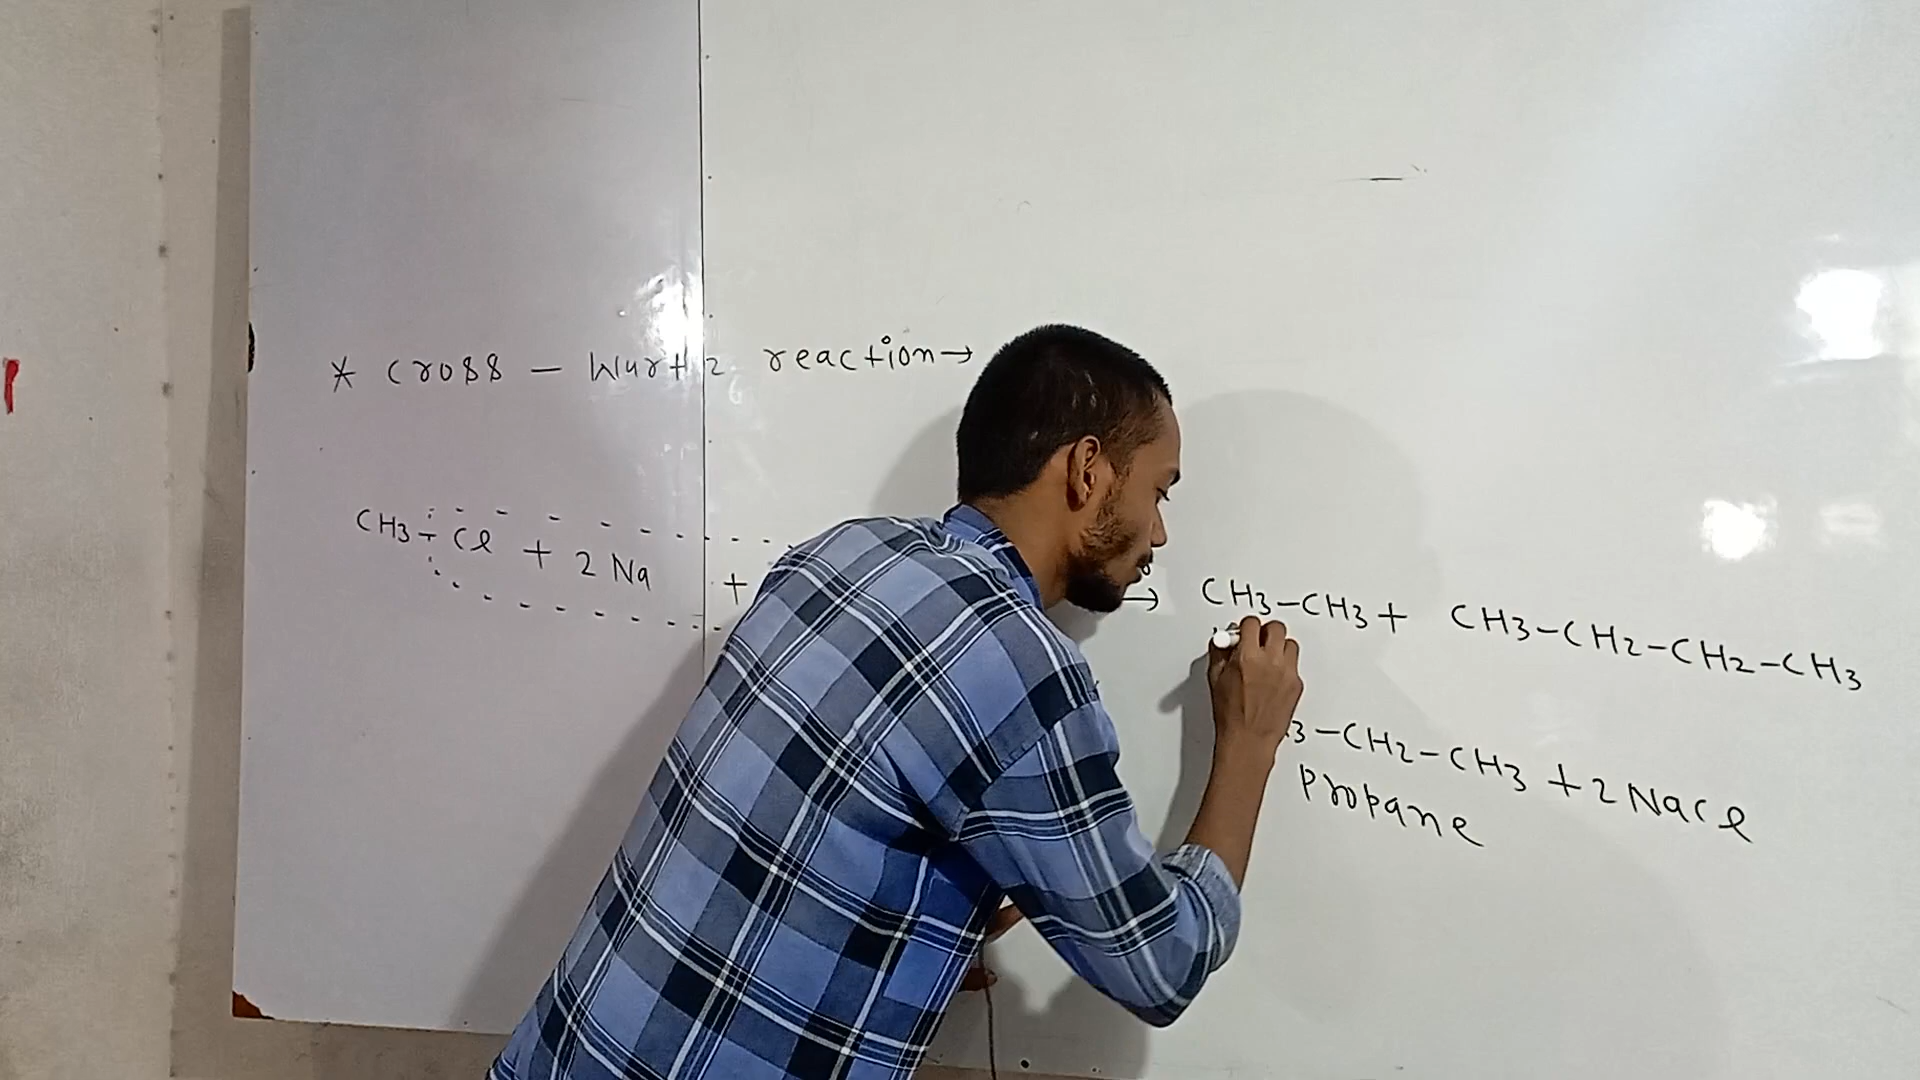 * Cross - Wurtz reaction→
CH3-Cl + 2 Na + → CH3-CH3 + CH3-CH2-CH2-CH3
3-CH2-CH3 + 2 NaCl
Propane